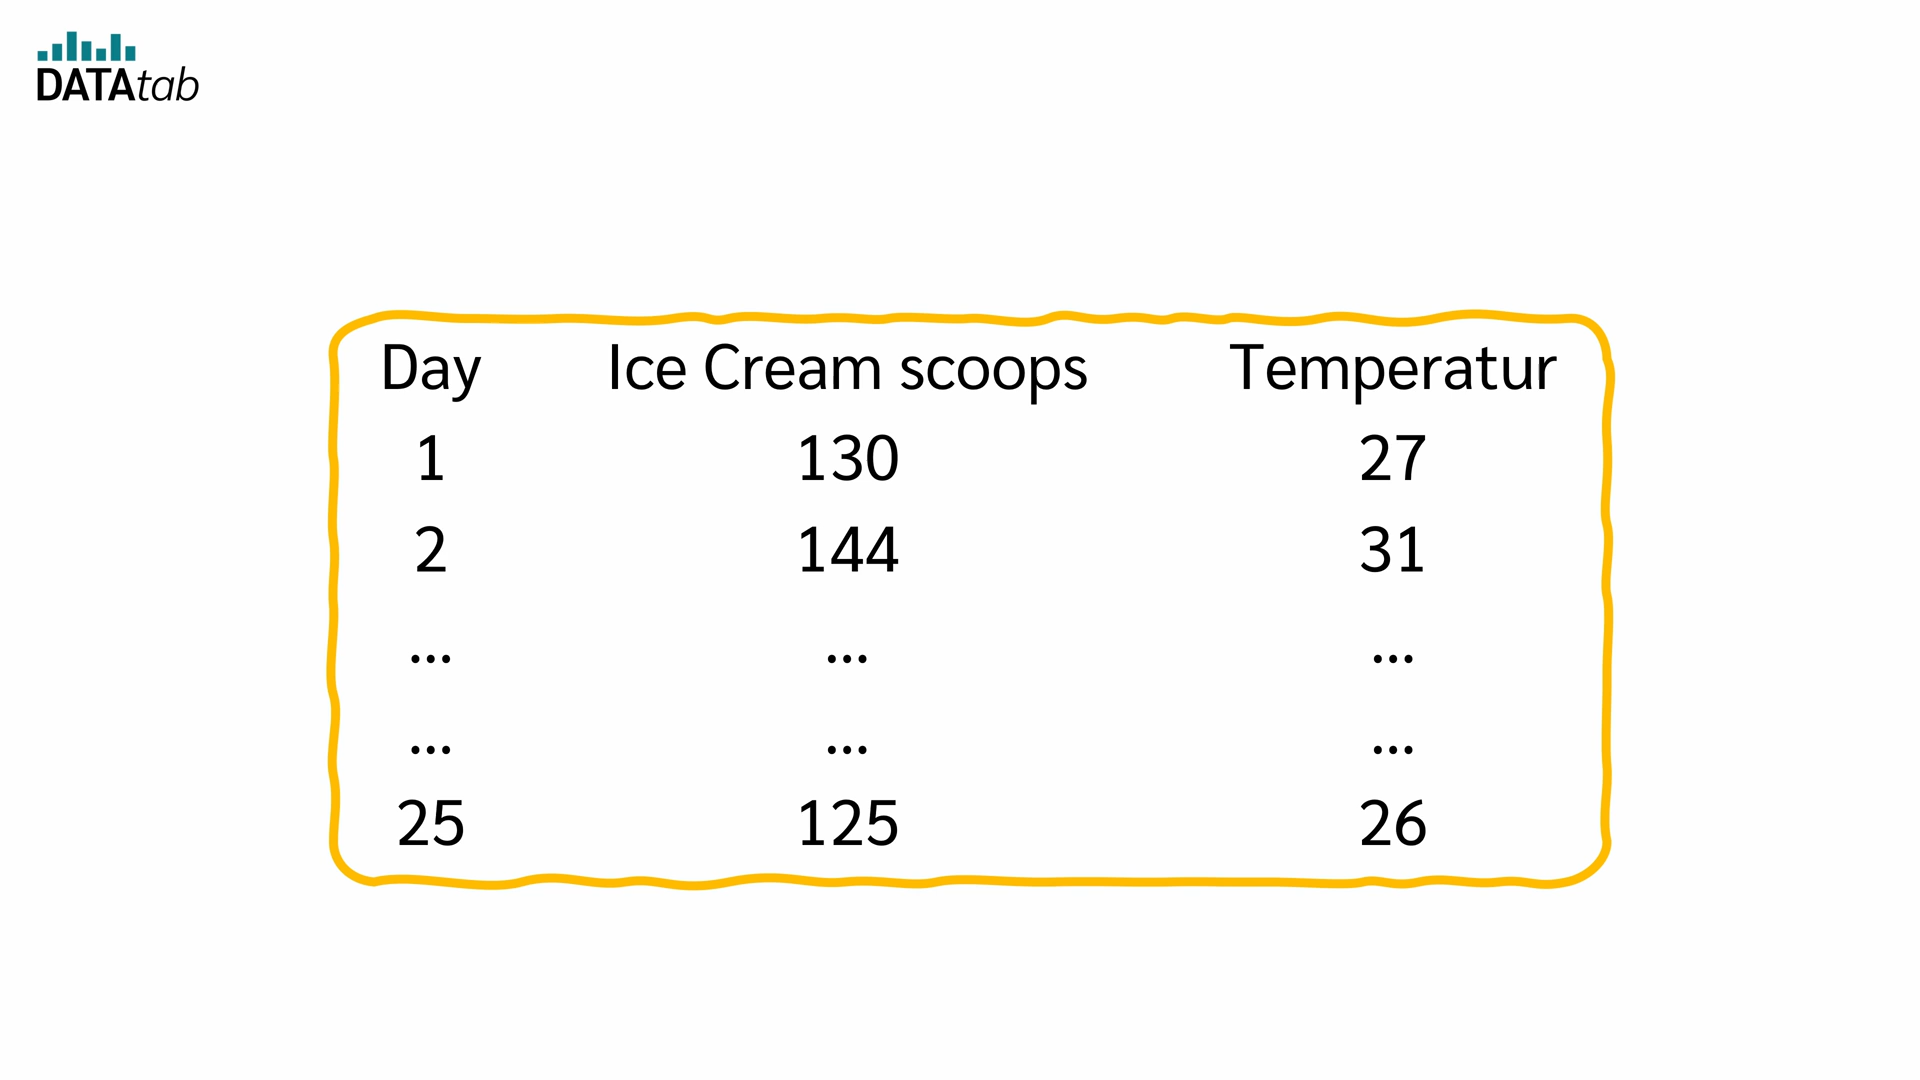 DATAtab
Day Ice Cream scoops Temperatur
1 130 27
2 144 31
... ... ...
... ... ...
25 125 26